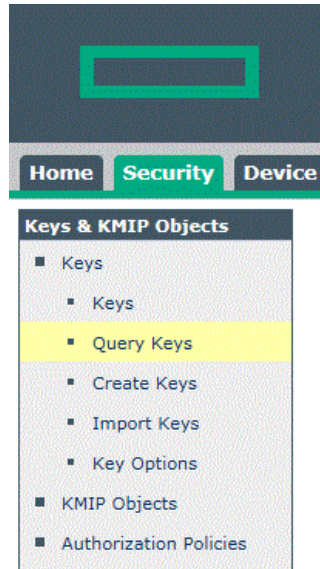 Home Security Device
Keys & KMIP Objects
Keys
Keys
Query Keys
Create Keys
Import Keys
Key Options
KMIP Objects
Authorization Policies